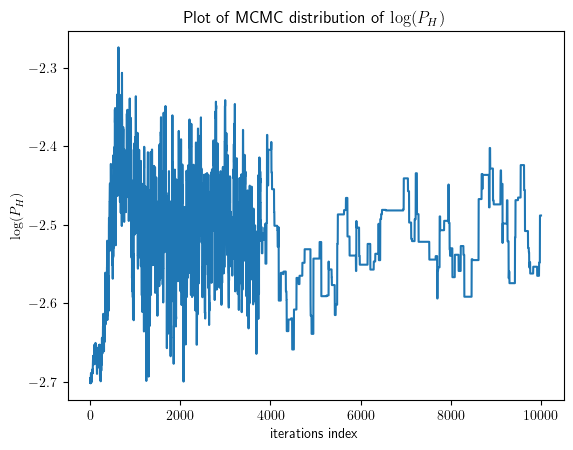 Plot of MCMC distribution of log(P_H)
log(P_H)
−2.3
−2.4
−2.5
−2.6
−2.7
0 2000 4000 6000 8000 10000
iterations index